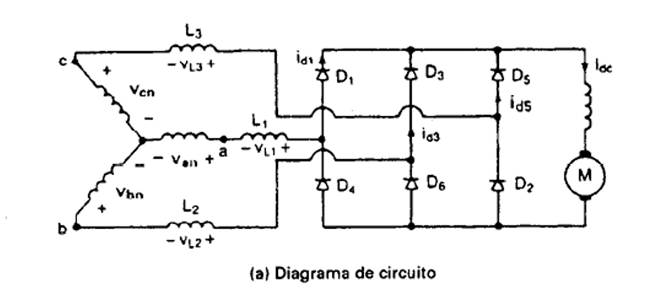 L3
c + − vL3 + id1 D1 D3 D5 idc
vcn
− L1 id5
− van + a − vL1 + id3
− vbn M
+ L2 D4 D6 D2
b − vL2 +
(a) Diagrama de circuito